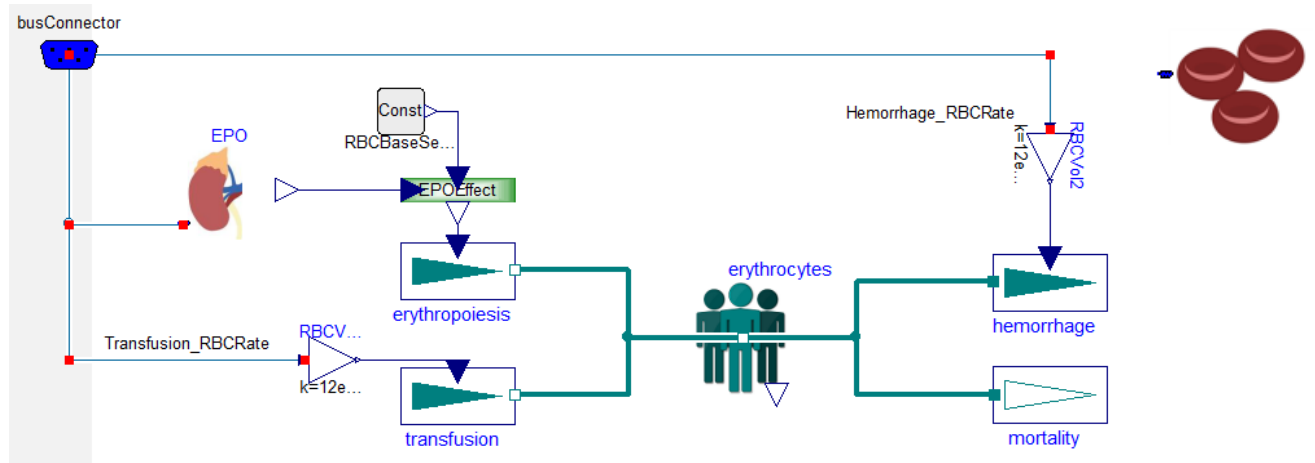 busConnector
Const
RBCBaseSe...
EPO
EPOEffect
Hemorrhage_RBCRate
k=12e...
RBCVol2
erythropoiesis
erythrocytes
hemorrhage
Transfusion_RBCRate
RBCV...
k=12e...
transfusion
mortality